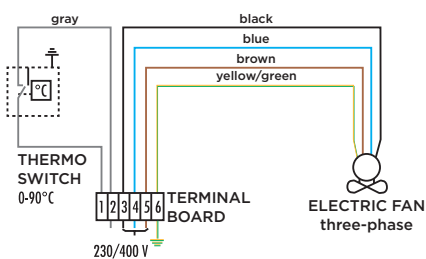 gray
black
blue
brown
yellow/green
°C
THERMO
SWITCH
0-90°C
1 2 3 4 5 6
TERMINAL
BOARD
230/400 V
ELECTRIC FAN
three-phase